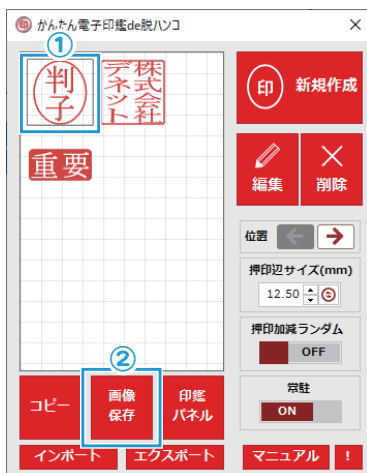 かんたん電子印鑑de脱ハンコ
①
判子
株式会社
デネット
印 新規作成
重要
編集 削除
位置
押印辺サイズ(mm)
12.50
押印加減ランダム
OFF
②
コピー
画像
保存
印鑑
パネル
常駐
ON
インポート エクスポート マニュアル !